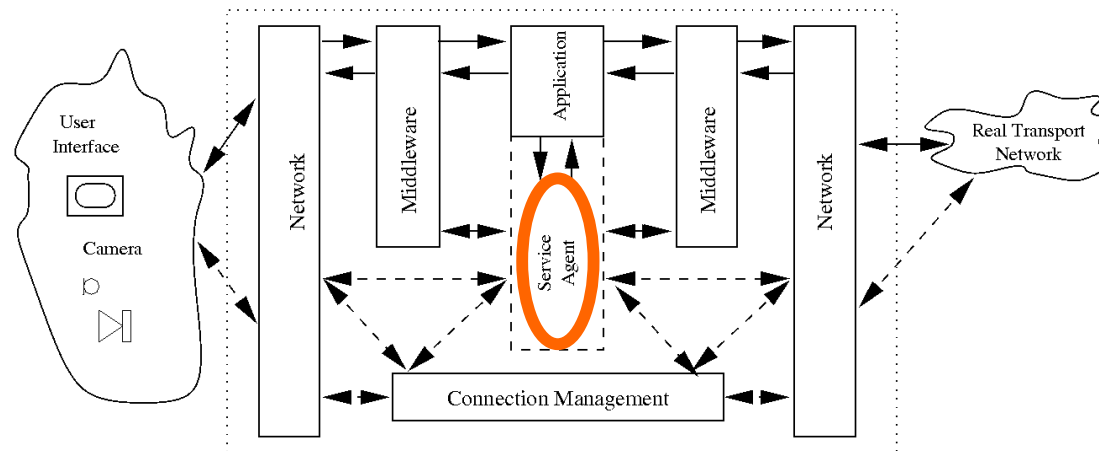 User
Interface
Camera
Network
Middleware
Application
Service
Agent
Middleware
Network
Connection Management
Real Transport
Network